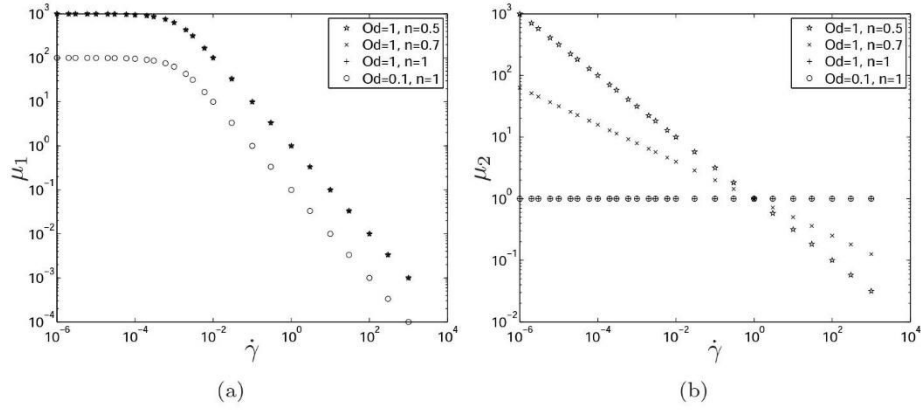 10^3
10^2
10^1
10^0
10^-1
10^-2
10^-3
10^-4
μ₁
Od=1, n=0.5
Od=1, n=0.7
Od=1, n=1
Od=0.1, n=1
10^-6 10^-4 10^-2 10^0 10^2 10^4
γ̇
(a)
10^3
10^2
10^1
10^0
10^-1
10^-2
μ₂
Od=1, n=0.5
Od=1, n=0.7
Od=1, n=1
Od=0.1, n=1
10^-6 10^-4 10^-2 10^0 10^2 10^4
γ̇
(b)